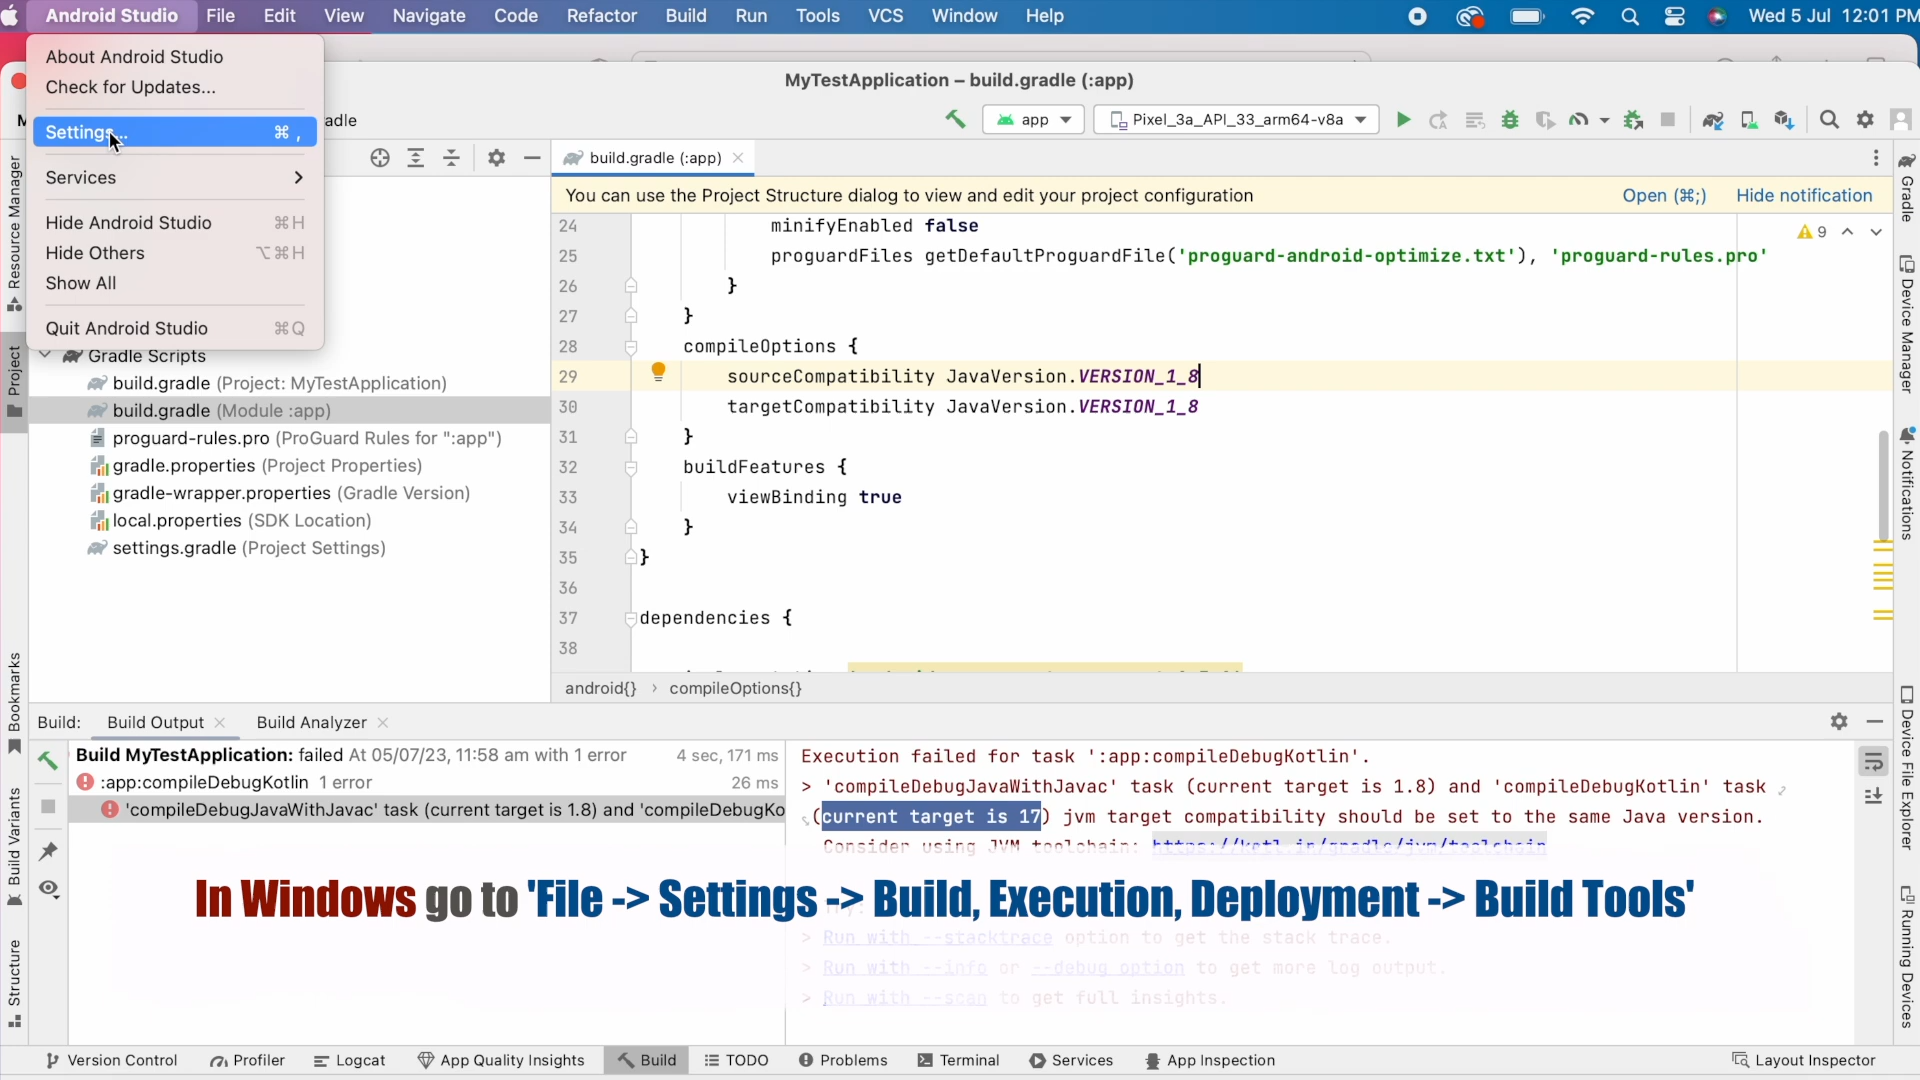 Android Studio File Edit View Navigate Code Refactor Build Run Tools VCS Window Help Wed 5 Jul 12:01 PM
About Android Studio
Check for Updates...
Settings... ⌘ ,
Services
Hide Android Studio ⌘H
Hide Others ⌥⌘H
Show All
Quit Android Studio ⌘Q
MyTestApplication – build.gradle (:app)
adle
app Pixel_3a_API_33_arm64-v8a
build.gradle (:app)
You can use the Project Structure dialog to view and edit your project configuration Open (⌘;) Hide notification
24 minifyEnabled false
9
25 proguardFiles getDefaultProguardFile('proguard-android-optimize.txt'), 'proguard-rules.pro'
26 }
27 }
28 compileOptions {
29 sourceCompatibility JavaVersion.VERSION_1_8
30 targetCompatibility JavaVersion.VERSION_1_8
31 }
32 buildFeatures {
33 viewBinding true
34 }
35 }
36
37 dependencies {
38
android{} › compileOptions{}
Gradle Scripts
build.gradle (Project: MyTestApplication)
build.gradle (Module :app)
proguard-rules.pro (ProGuard Rules for ":app")
gradle.properties (Project Properties)
gradle-wrapper.properties (Gradle Version)
local.properties (SDK Location)
settings.gradle (Project Settings)
Resource Manager
Project
Bookmarks
Build Variants
Structure
Gradle
Device Manager
Notifications
Device File Explorer
Running Devices
Build: Build Output Build Analyzer
Build MyTestApplication: failed At 05/07/23, 11:58 am with 1 error 4 sec, 171 ms
:app:compileDebugKotlin 1 error 26 ms
'compileDebugJavaWithJavac' task (current target is 1.8) and 'compileDebugKo
Execution failed for task ':app:compileDebugKotlin'.
> 'compileDebugJavaWithJavac' task (current target is 1.8) and 'compileDebugKotlin' task
(current target is 17) jvm target compatibility should be set to the same Java version.
Consider using JVM toolchain: https://kotl.in/gradle/jvm/toolchain
In Windows go to 'File -> Settings -> Build, Execution, Deployment -> Build Tools'
> Run with --stacktrace option to get the stack trace.
> Run with --info or --debug option to get more log output.
> Run with --scan to get full insights.
Version Control Profiler Logcat App Quality Insights Build TODO Problems Terminal Services App Inspection Layout Inspector